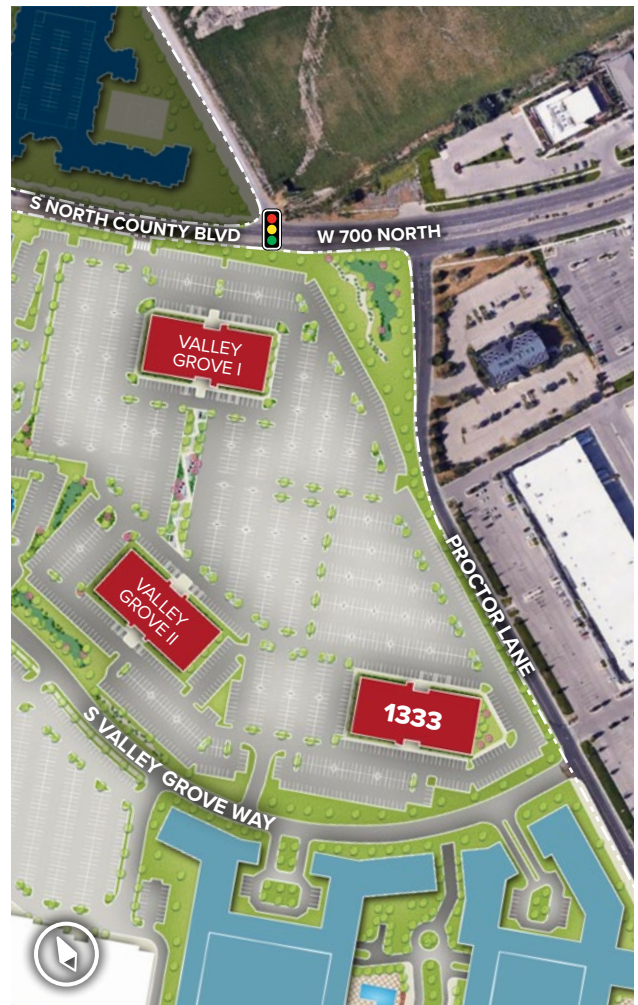 S NORTH COUNTY BLVD
W 700 NORTH
VALLEY
GROVE I
PROCTOR LANE
VALLEY
GROVE II
1333
S VALLEY GROVE WAY